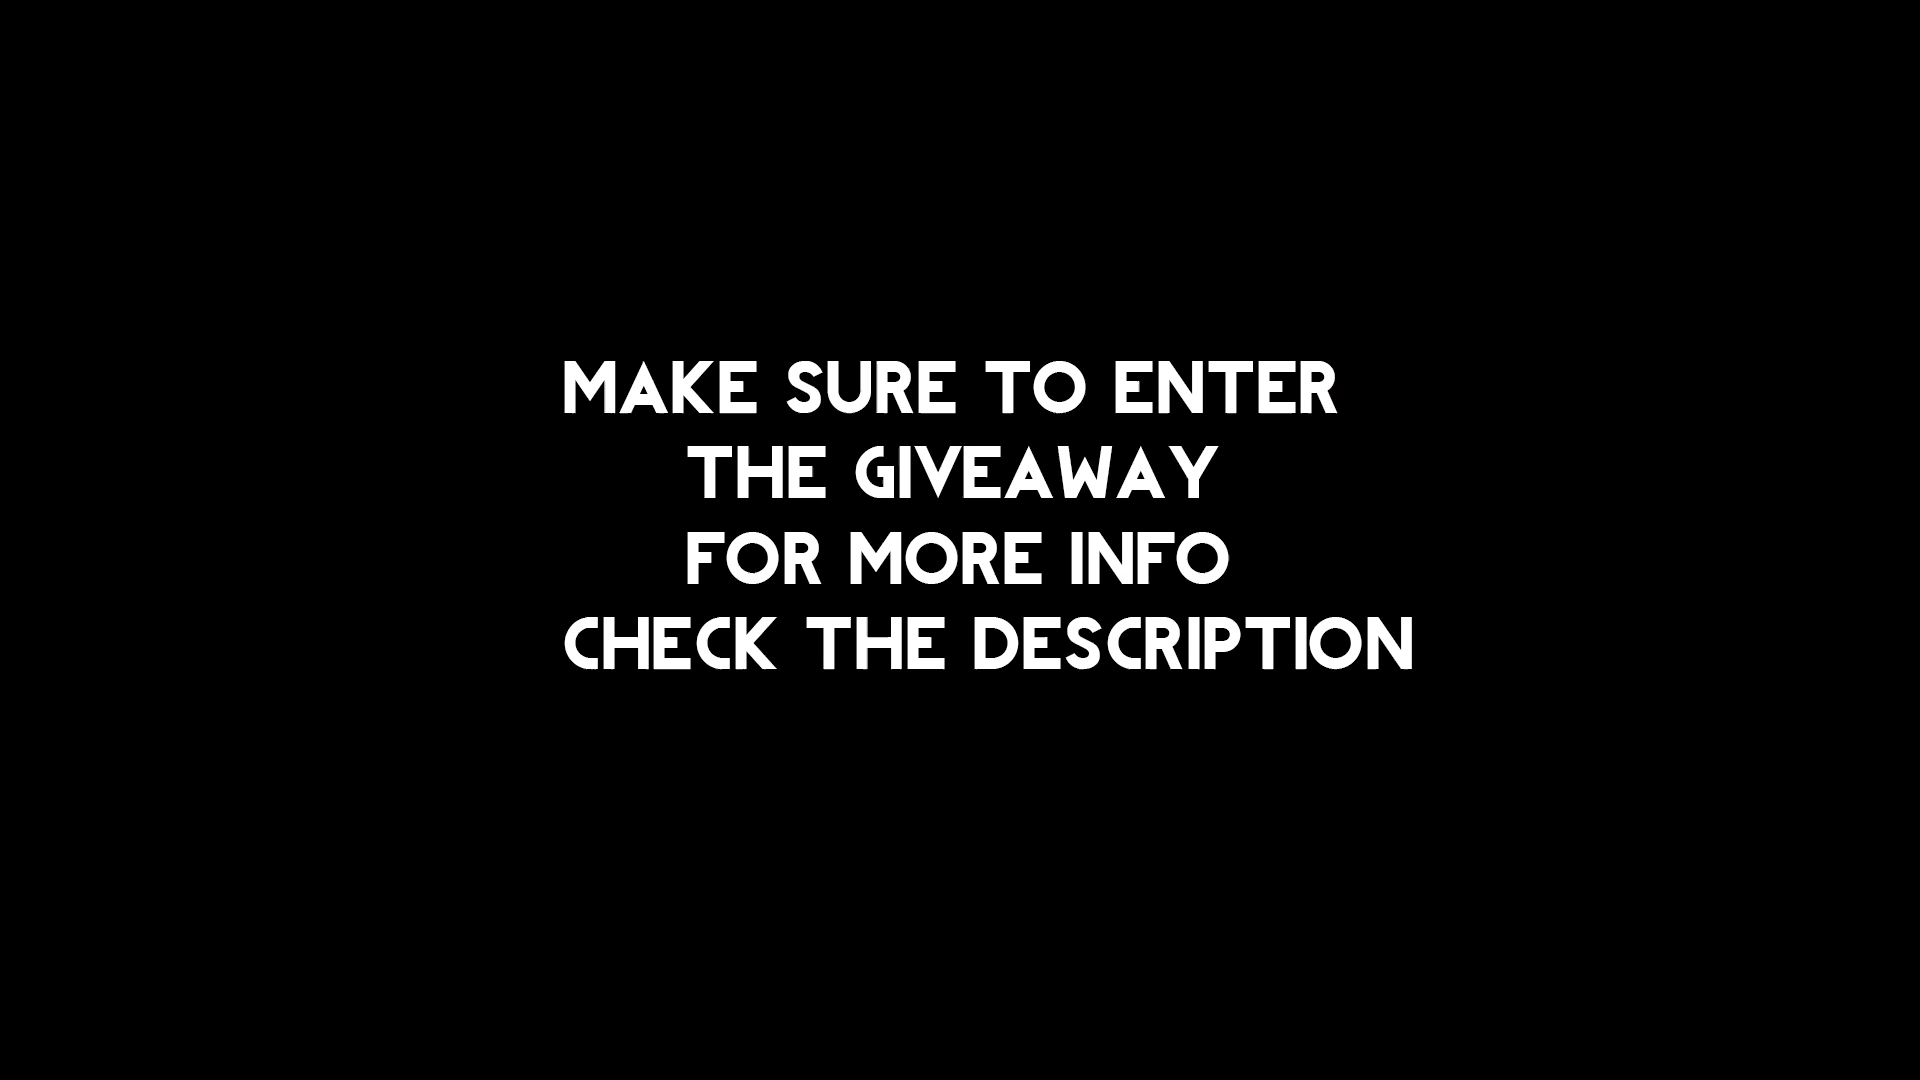 MAKE SURE TO ENTER
THE GIVEAWAY
FOR MORE INFO
CHECK THE DESCRIPTION